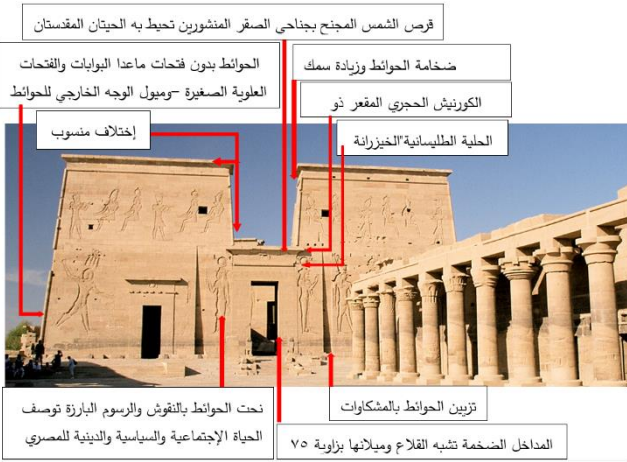 قرص الشمس المجنح بجناحي الصقر المنشورين تحيط به الحيتان المقدستان
الحوائط بدون فتحات ماعدا البوابات والفتحات
العلوية الصغيرة –وميول الوجه الخارجي للحوائط
ضخامة الحوائط وزيادة سمك
الكورنيش الحجري المقعر ذو
إختلاف منسوب
الحلية الطليسانية"الخيزرانة
نحت الحوائط بالنقوش والرسوم البارزة توصف
الحياة الإجتماعية والسياسية والدينية للمصري
تزيين الحوائط بالمشكاوات
المداخل الضخمة تشبه القلاع وميلانها بزاوية ٧٥